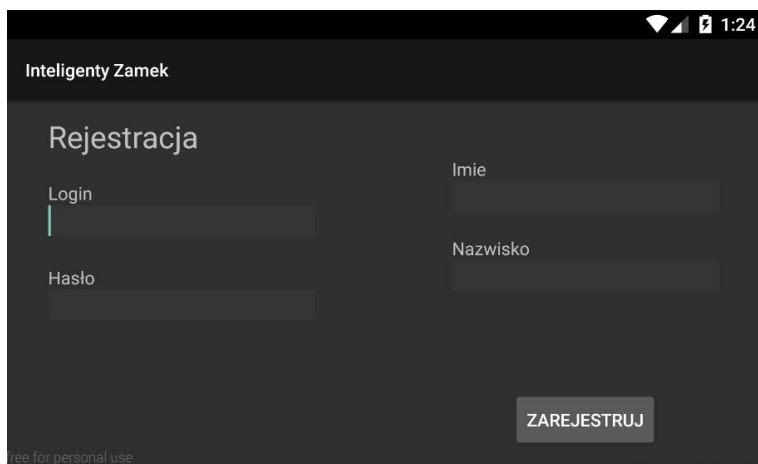 1:24
Inteligenty Zamek
Rejestracja
Login
Hasło
Imie
Nazwisko
ZAREJESTRUJ
free for personal use